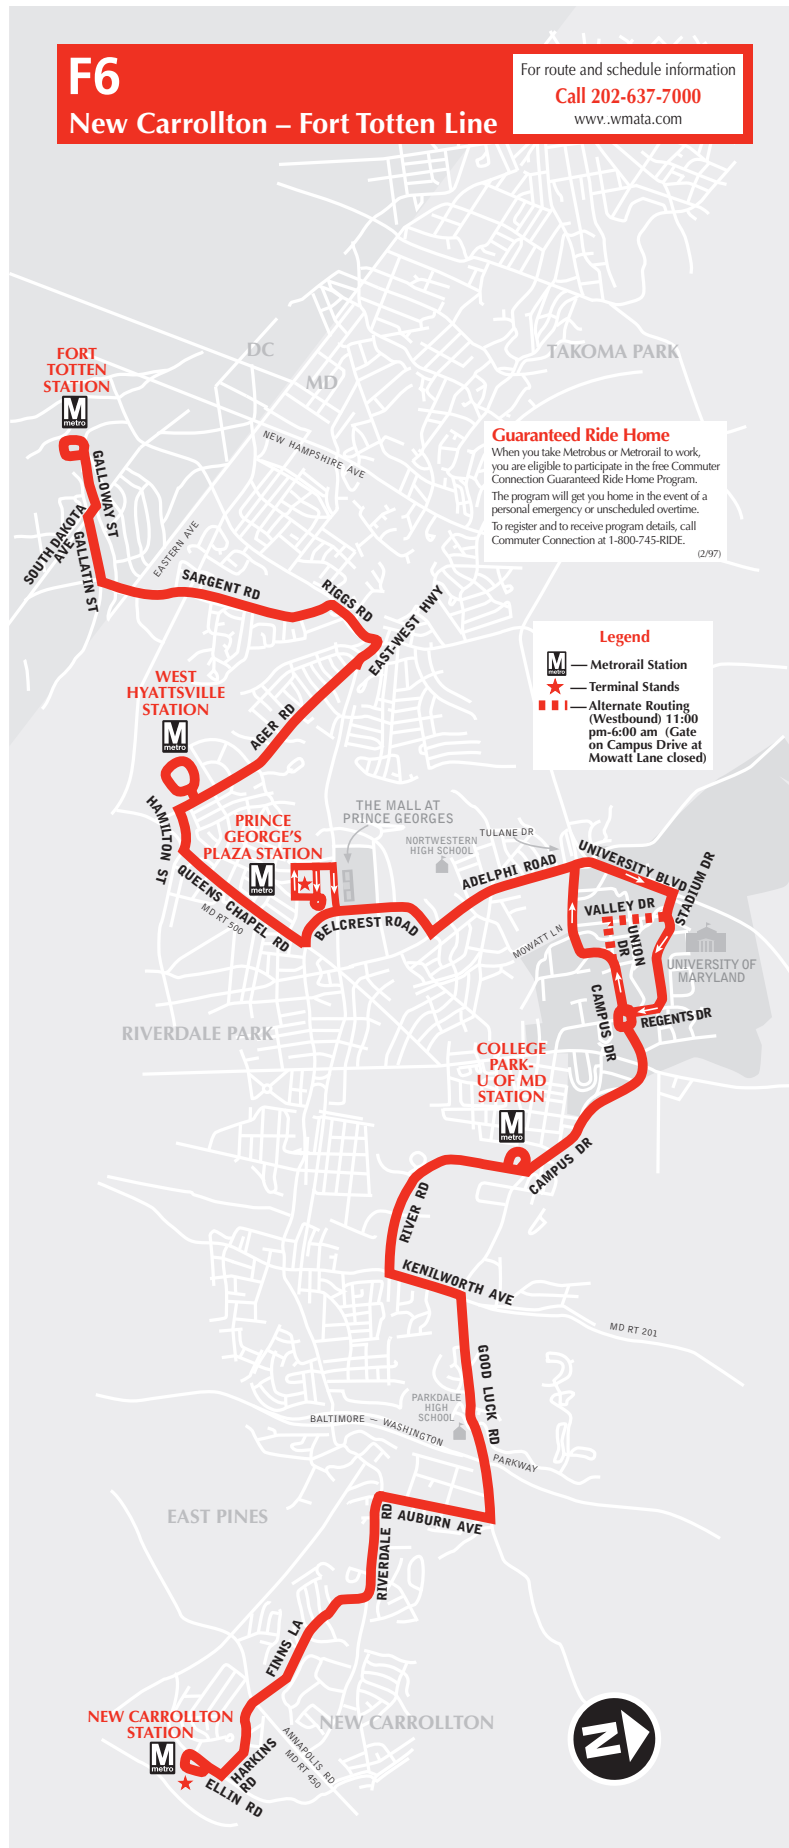 F6
New Carrollton – Fort Totten Line
For route and schedule information
Call 202-637-7000
www..wmata.com
DC
MD
TAKOMA PARK
FORT
TOTTEN
STATION
M
metro
NEW HAMPSHIRE AVE
Guaranteed Ride Home
When you take Metrobus or Metrorail to work,
you are eligible to participate in the free Commuter
Connection Guaranteed Ride Home Program.
The program will get you home in the event of a
personal emergency or unscheduled overtime.
To register and to receive program details, call
Commuter Connection at 1-800-745-RIDE.
(2/97)
GALLOWAY ST
SOUTH DAKOTA
AVE
GALLATIN ST
EASTERN AVE
SARGENT RD
RIGGS RD
EAST-WEST HWY
Legend
M
metro
— Metrorail Station
— Terminal Stands
— Alternate Routing
(Westbound) 11:00
pm-6:00 am (Gate
on Campus Drive at
Mowatt Lane closed)
WEST
HYATTSVILLE
STATION
M
metro
AGER RD
HAMILTON ST
PRINCE
GEORGE'S
PLAZA STATION
M
metro
THE MALL AT
PRINCE GEORGES
NORTWESTERN
HIGH SCHOOL
TULANE DR
ADELPHI ROAD
UNIVERSITY BLVD
STADIUM DR
QUEENS CHAPEL RD
MD RT 500
BELCREST ROAD
VALLEY DR
UNION
DR
MOWATT LN
UNIVERSITY OF
MARYLAND
CAMPUS DR
REGENTS DR
RIVERDALE PARK
COLLEGE
PARK-
U OF MD
STATION
M
metro
CAMPUS DR
RIVER RD
KENILWORTH AVE
MD RT 201
GOOD LUCK RD
PARKDALE
HIGH
SCHOOL
BALTIMORE — WASHINGTON
PARKWAY
EAST PINES
AUBURN AVE
RIVERDALE RD
FINNS LA
NEW CARROLLTON
STATION
M
metro
NEW CARROLLTON
HARKINS
RD
ANNAPOLIS RD
MD RT 450
ELLIN RD
N